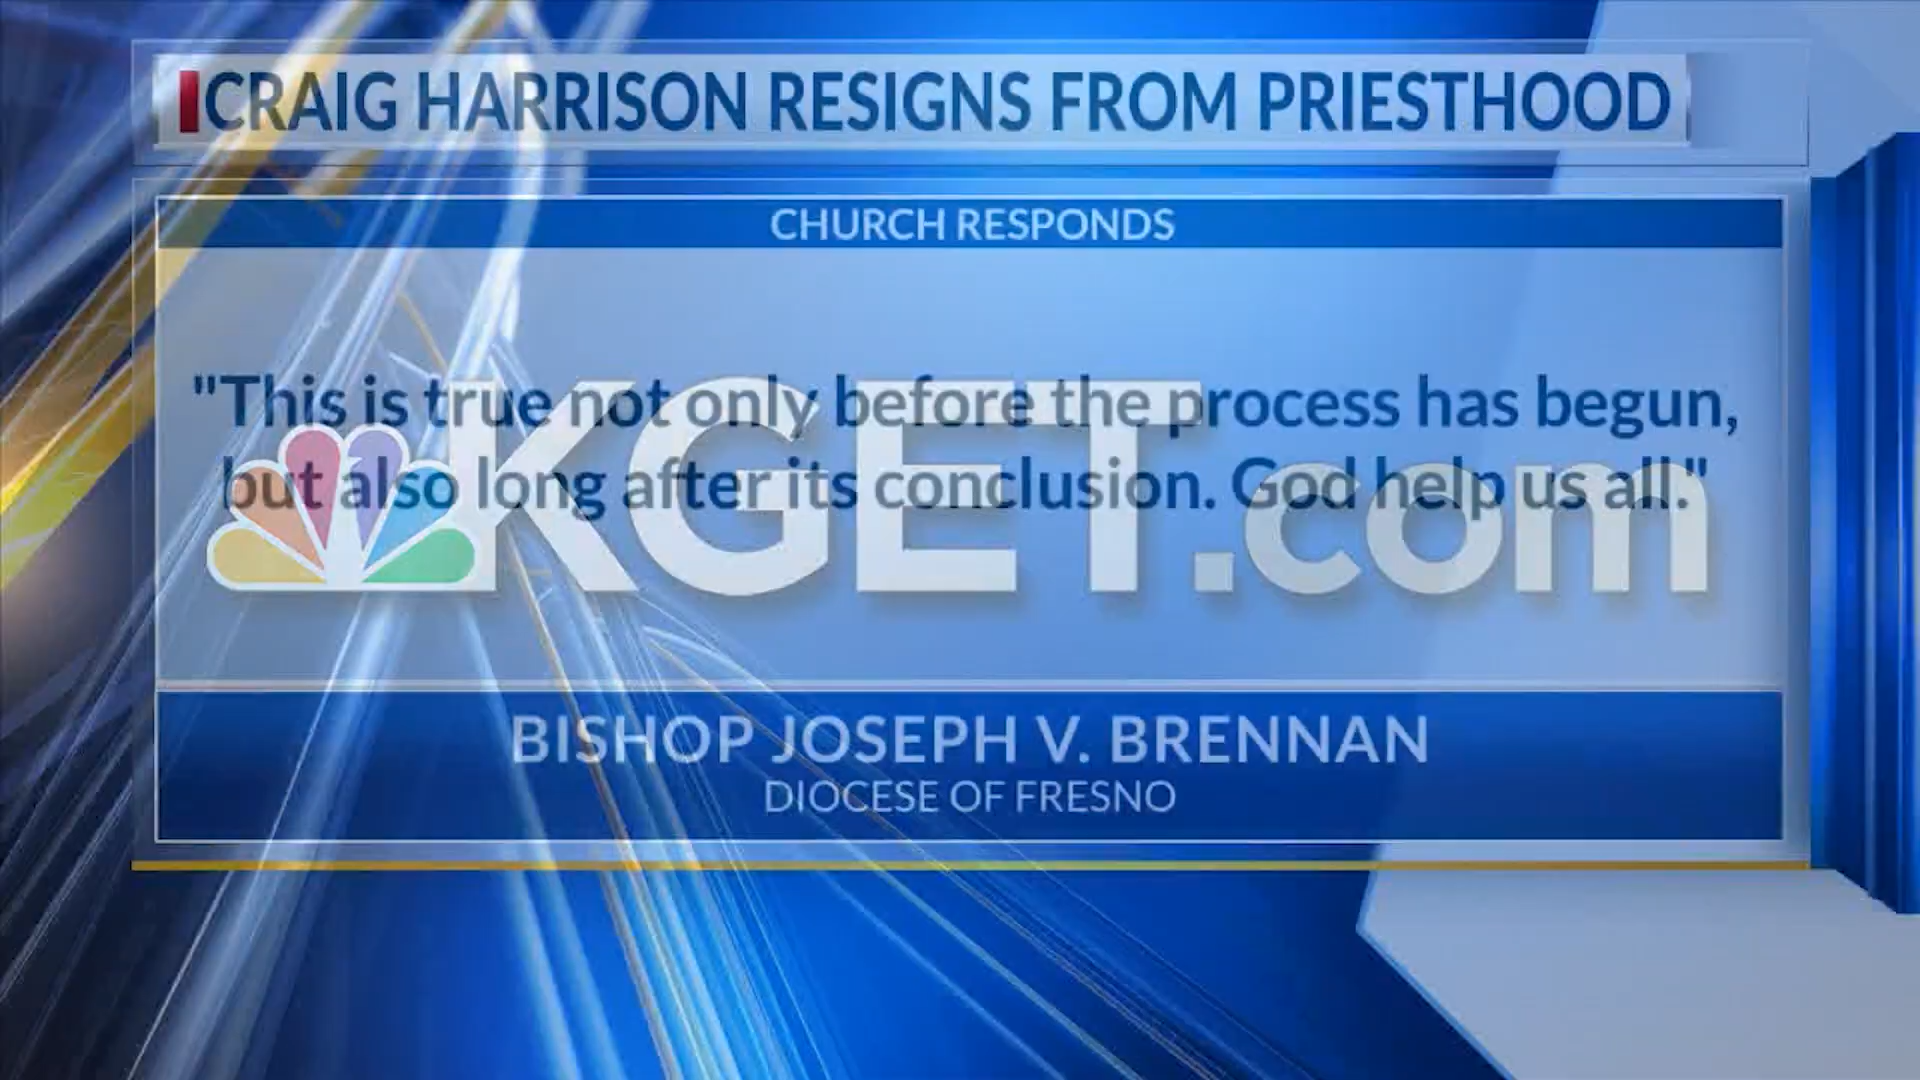 CRAIG HARRISON RESIGNS FROM PRIESTHOOD
CHURCH RESPONDS
"This is true not only before the process has begun,
but also long after its conclusion. God help us all."
KGET.com
BISHOP JOSEPH V. BRENNAN
DIOCESE OF FRESNO